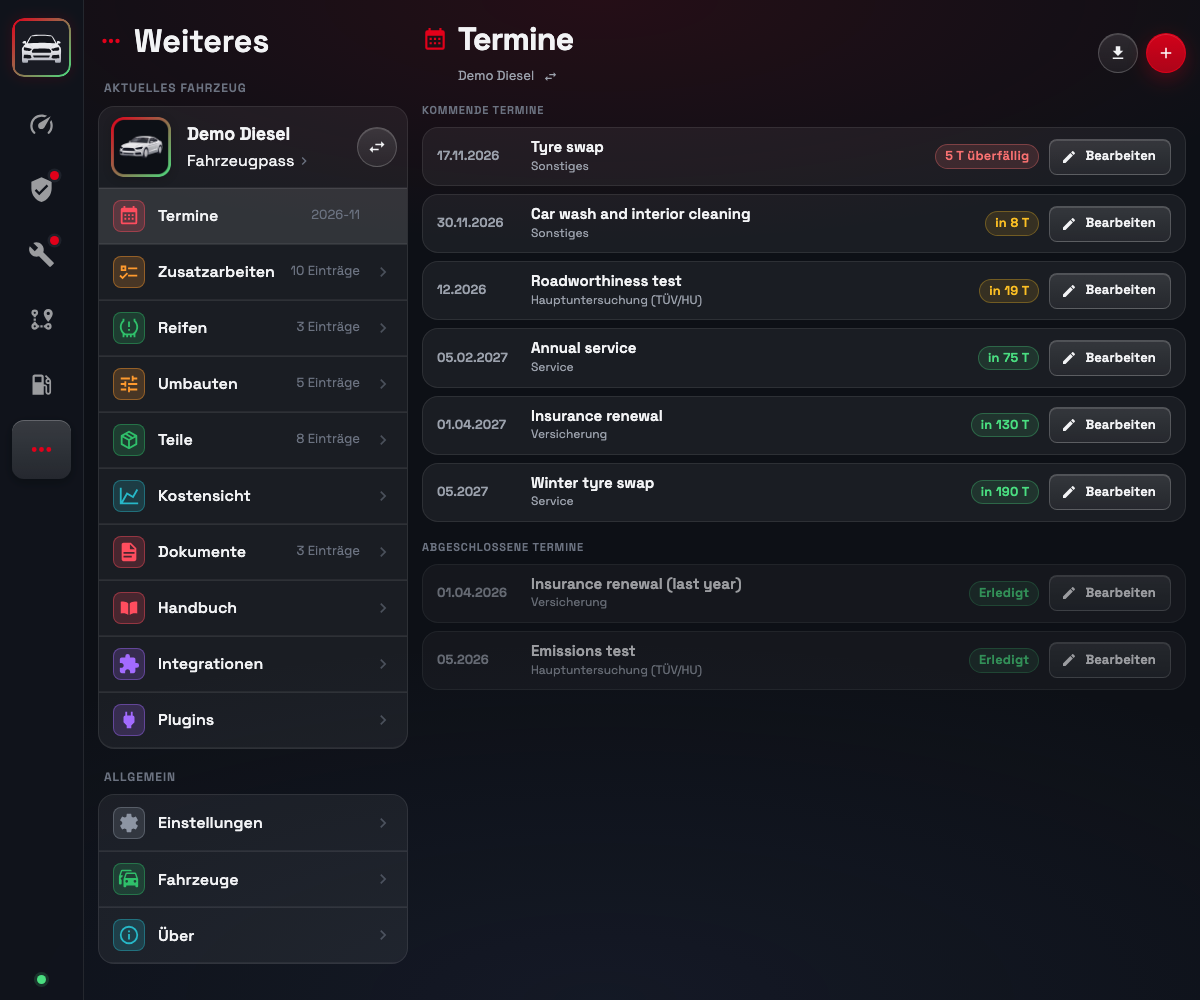 Weiteres
AKTUELLES FAHRZEUG
Demo Diesel
Fahrzeugpass
Termine 2026-11
Zusatzarbeiten 10 Einträge
Reifen 3 Einträge
Umbauten 5 Einträge
Teile 8 Einträge
Kostensicht
Dokumente 3 Einträge
Handbuch
Integrationen
Plugins
ALLGEMEIN
Einstellungen
Fahrzeuge
Über
Termine
Demo Diesel
KOMMENDE TERMINE
17.11.2026 Tyre swap 5 T überfällig Bearbeiten
Sonstiges
30.11.2026 Car wash and interior cleaning in 8 T Bearbeiten
Sonstiges
12.2026 Roadworthiness test in 19 T Bearbeiten
Hauptuntersuchung (TÜV/HU)
05.02.2027 Annual service in 75 T Bearbeiten
Service
01.04.2027 Insurance renewal in 130 T Bearbeiten
Versicherung
05.2027 Winter tyre swap in 190 T Bearbeiten
Service
ABGESCHLOSSENE TERMINE
01.04.2026 Insurance renewal (last year) Erledigt Bearbeiten
Versicherung
05.2026 Emissions test Erledigt Bearbeiten
Hauptuntersuchung (TÜV/HU)